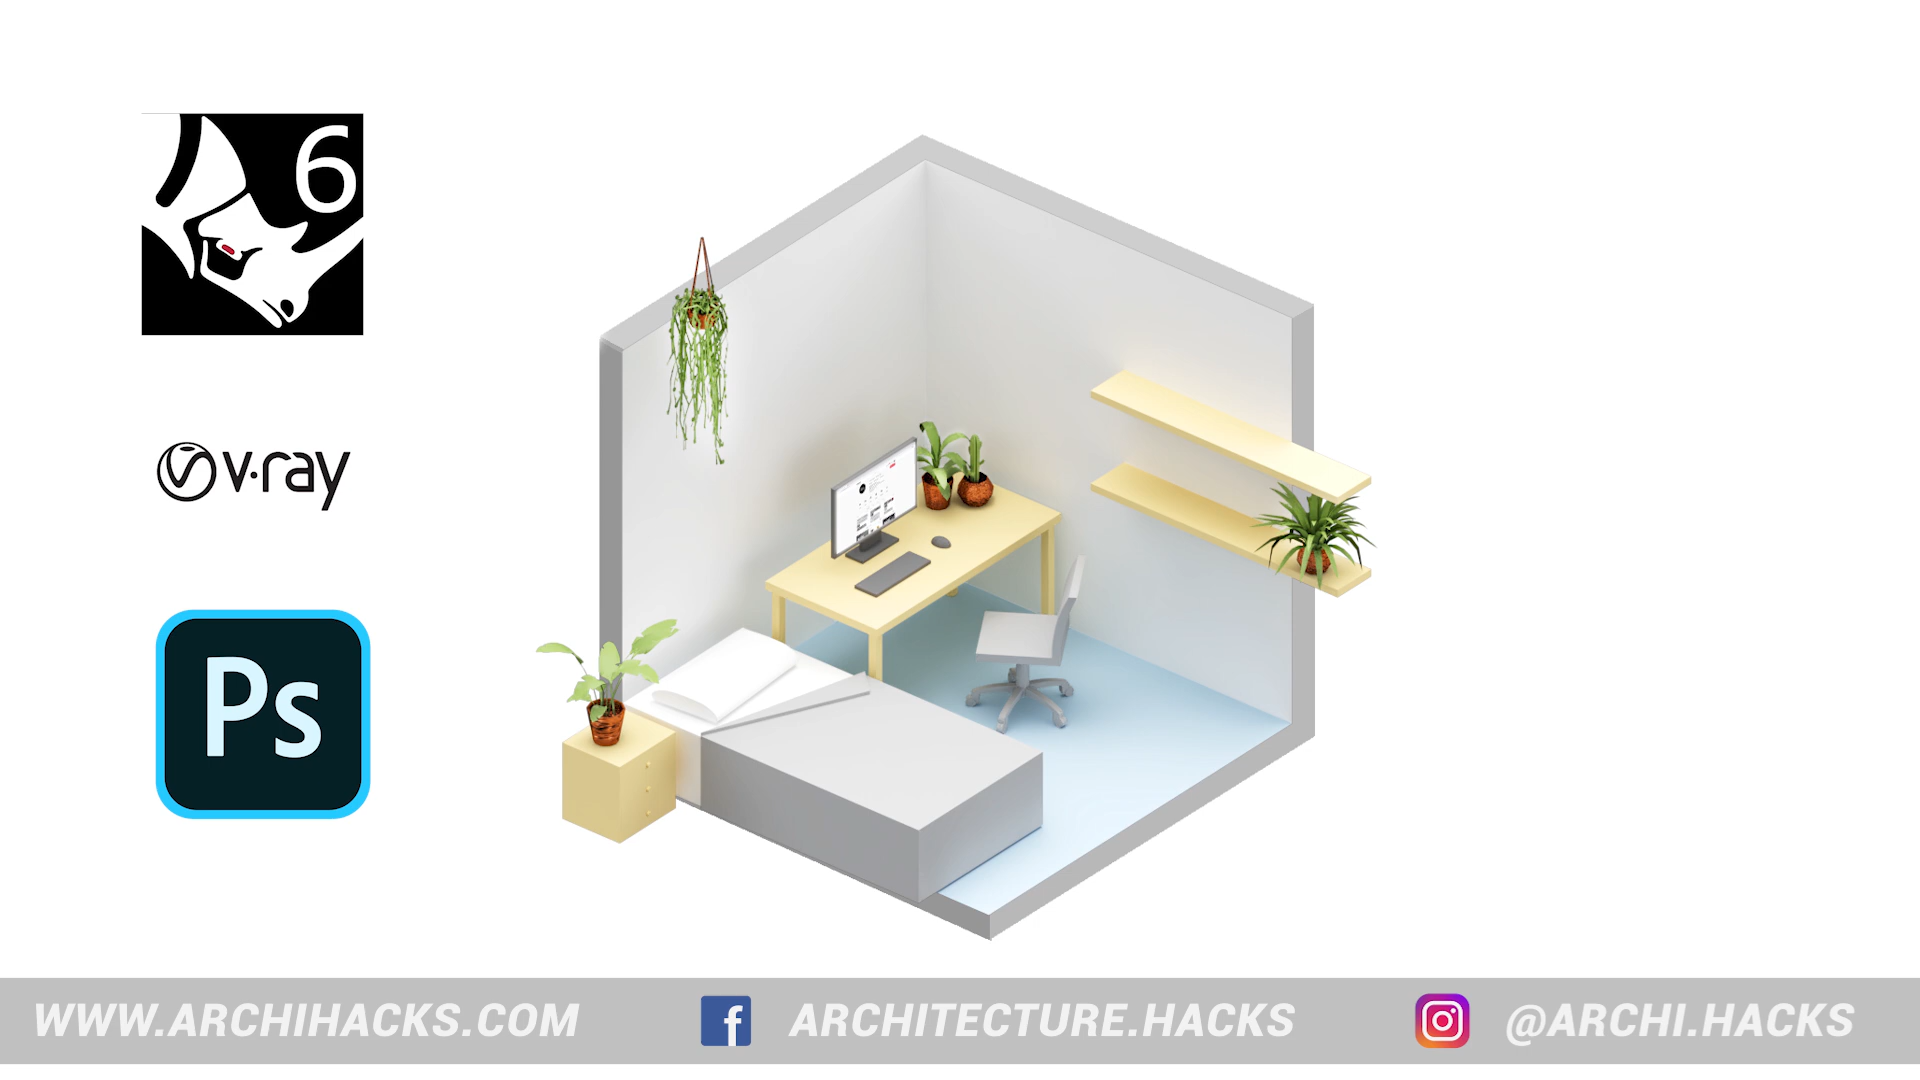 6
v·ray
Ps
WWW.ARCHIHACKS.COM
f
ARCHITECTURE.HACKS
@ARCHI.HACKS